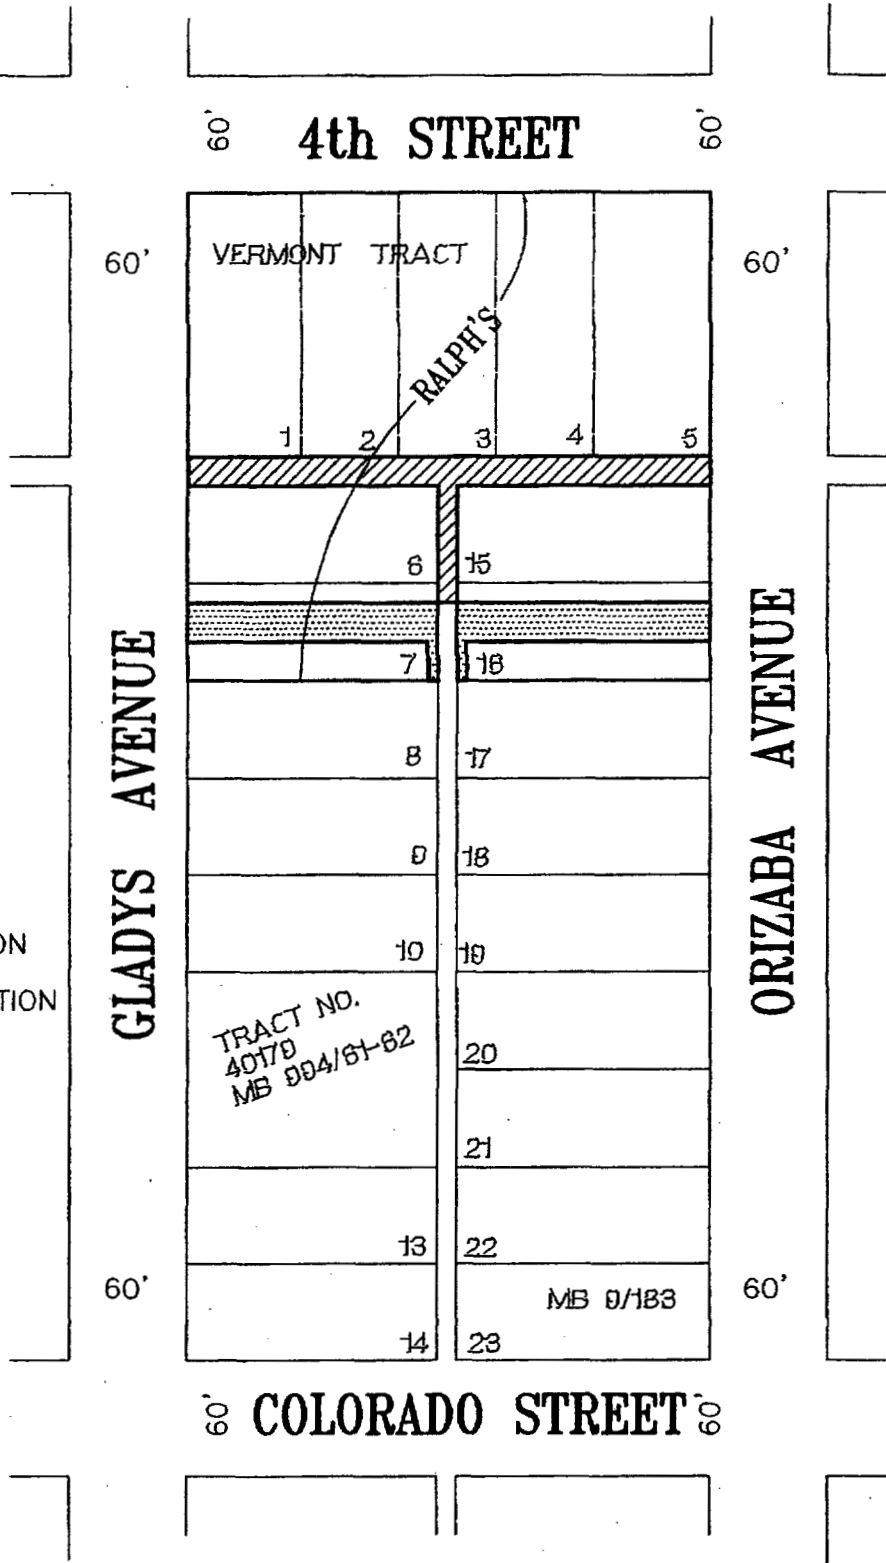 60'
60'
4th STREET
60'
VERMONT TRACT
60'
RALPH'S
1
2
3
4
5
6
15
7
16
GLADYS AVENUE
ORIZABA AVENUE
8
17
9
18
ON
10
19
TION
TRACT NO.
40179
MB 994/61-62
20
21
13
22
60'
MB 9/183
60'
14
23
60'
COLORADO STREET
60'